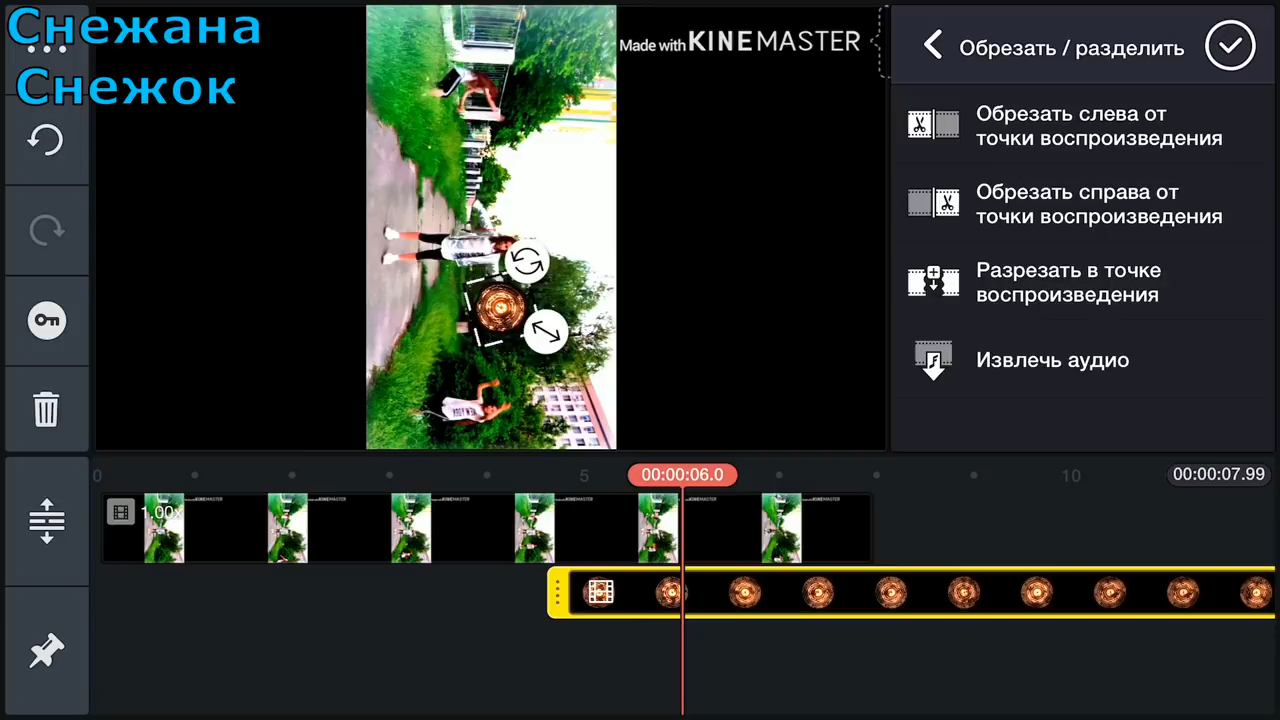 Снежана
Снежок
Made with KINEMASTER
Обрезать / разделить
Обрезать слева от
точки воспроизведения
Обрезать справа от
точки воспроизведения
Разрезать в точке
воспроизведения
Извлечь аудио
0
5
00:00:06.0
10
00:00:07.99
1.00x